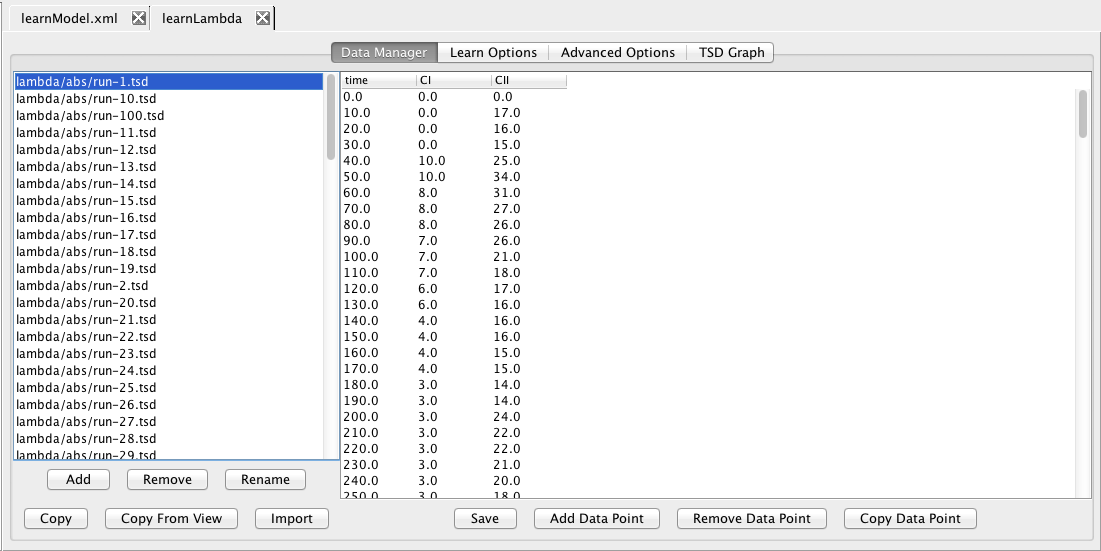 learnModel.xml learnLambda
Data Manager Learn Options Advanced Options TSD Graph
lambda/abs/run-1.tsd
lambda/abs/run-10.tsd
lambda/abs/run-100.tsd
lambda/abs/run-11.tsd
lambda/abs/run-12.tsd
lambda/abs/run-13.tsd
lambda/abs/run-14.tsd
lambda/abs/run-15.tsd
lambda/abs/run-16.tsd
lambda/abs/run-17.tsd
lambda/abs/run-18.tsd
lambda/abs/run-19.tsd
lambda/abs/run-2.tsd
lambda/abs/run-20.tsd
lambda/abs/run-21.tsd
lambda/abs/run-22.tsd
lambda/abs/run-23.tsd
lambda/abs/run-24.tsd
lambda/abs/run-25.tsd
lambda/abs/run-26.tsd
lambda/abs/run-27.tsd
lambda/abs/run-28.tsd
lambda/abs/run-29.tsd
time CI CII
0.0 0.0 0.0
10.0 0.0 17.0
20.0 0.0 16.0
30.0 0.0 15.0
40.0 10.0 25.0
50.0 10.0 34.0
60.0 8.0 31.0
70.0 8.0 27.0
80.0 8.0 26.0
90.0 7.0 26.0
100.0 7.0 21.0
110.0 7.0 18.0
120.0 6.0 17.0
130.0 6.0 16.0
140.0 4.0 16.0
150.0 4.0 16.0
160.0 4.0 15.0
170.0 4.0 15.0
180.0 3.0 14.0
190.0 3.0 14.0
200.0 3.0 24.0
210.0 3.0 22.0
220.0 3.0 22.0
230.0 3.0 21.0
240.0 3.0 20.0
250.0 3.0 18.0
Add Remove Rename
Copy Copy From View Import Save Add Data Point Remove Data Point Copy Data Point